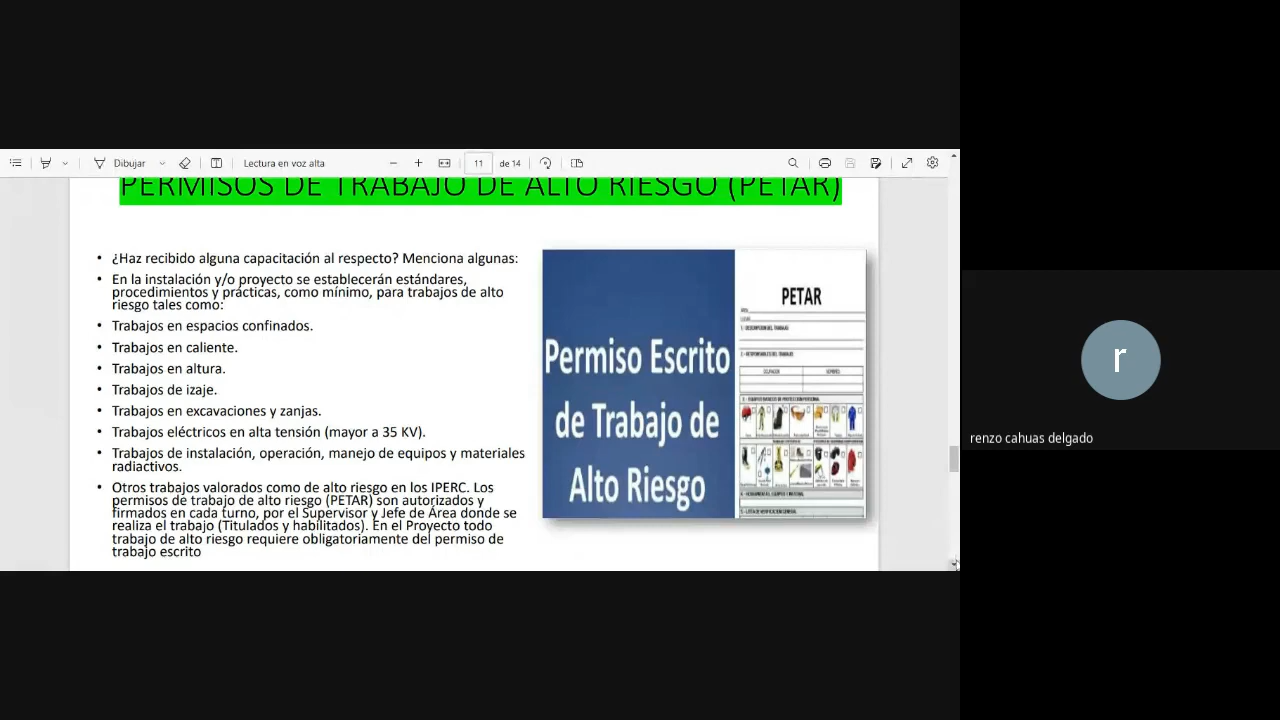 Dibujar
Lectura en voz alta
11 de 14
PERMISOS DE TRABAJO DE ALTO RIESGO (PETAR)
• ¿Haz recibido alguna capacitación al respecto? Menciona algunas:
• En la instalación y/o proyecto se establecerán estándares,
procedimientos y prácticas, como mínimo, para trabajos de alto
riesgo tales como:
• Trabajos en espacios confinados.
• Trabajos en caliente.
• Trabajos en altura.
• Trabajos de izaje.
• Trabajos en excavaciones y zanjas.
• Trabajos eléctricos en alta tensión (mayor a 35 KV).
• Trabajos de instalación, operación, manejo de equipos y materiales
radiactivos.
• Otros trabajos valorados como de alto riesgo en los IPERC. Los
permisos de trabajo de alto riesgo (PETAR) son autorizados y
firmados en cada turno, por el Supervisor y Jefe de Área donde se
realiza el trabajo (Titulados y habilitados). En el Proyecto todo
trabajo de alto riesgo requiere obligatoriamente del permiso de
trabajo escrito
Permiso Escrito
de Trabajo de
Alto Riesgo
PETAR
r
renzo cahuas delgado